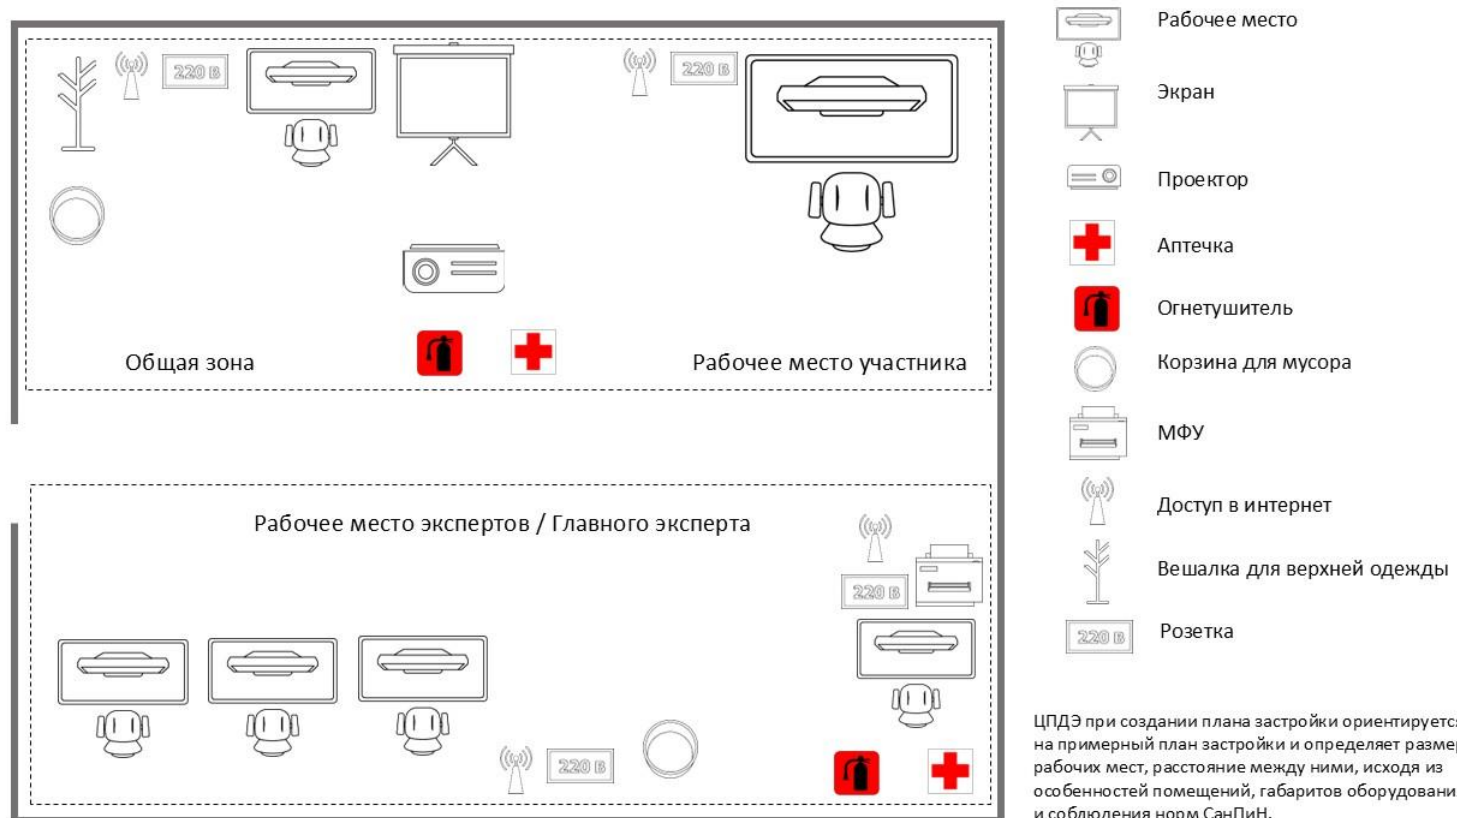 220 В
220 В
Общая зона
Рабочее место участника
Рабочее место экспертов / Главного эксперта
220 В
220 В
Рабочее место
Экран
Проектор
Аптечка
Огнетушитель
Корзина для мусора
МФУ
Доступ в интернет
Вешалка для верхней одежды
220 В
Розетка
ЦПДЭ при создании плана застройки ориентируется
на примерный план застройки и определяет размер
рабочих мест, расстояние между ними, исходя из
особенностей помещений, габаритов оборудования
и соблюдения норм СанПиН.